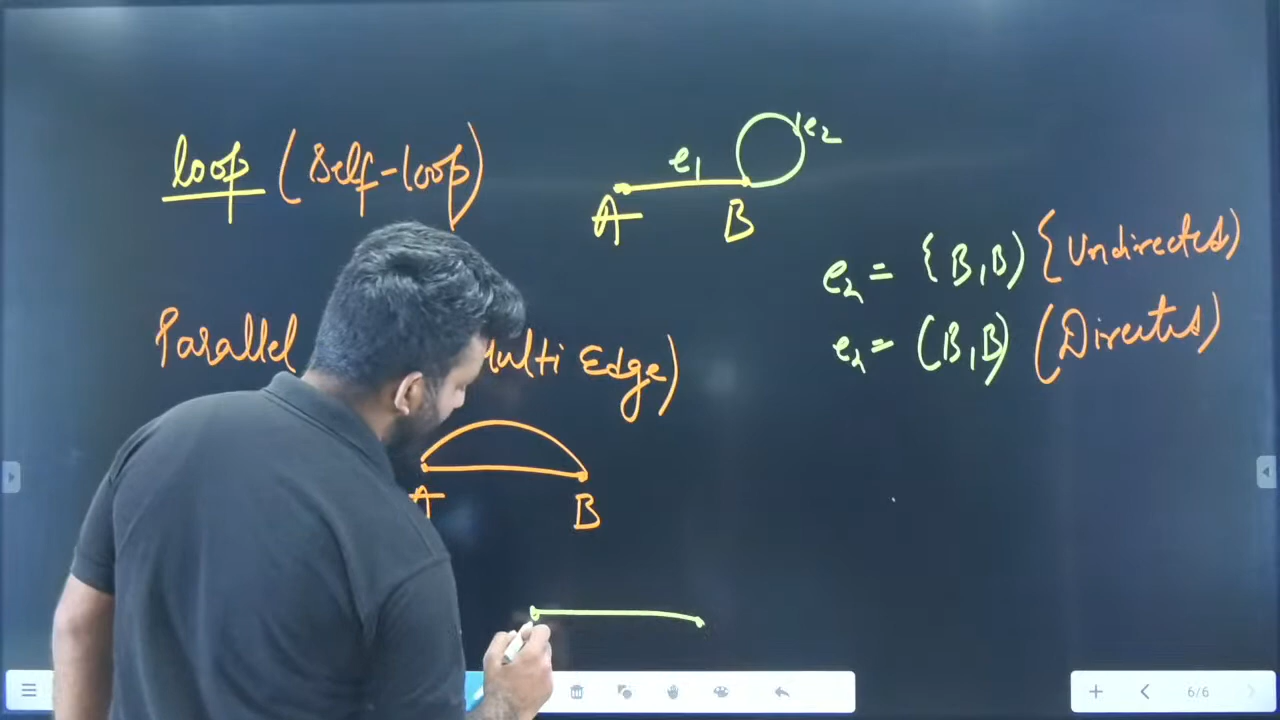 loop (Self-loop)
e₁
e₂
A
B
e₂ = {B,B) {Undirected)
e₂ = (B,B) (Directed)
Parallel
ulti Edge)
A
B
6/6